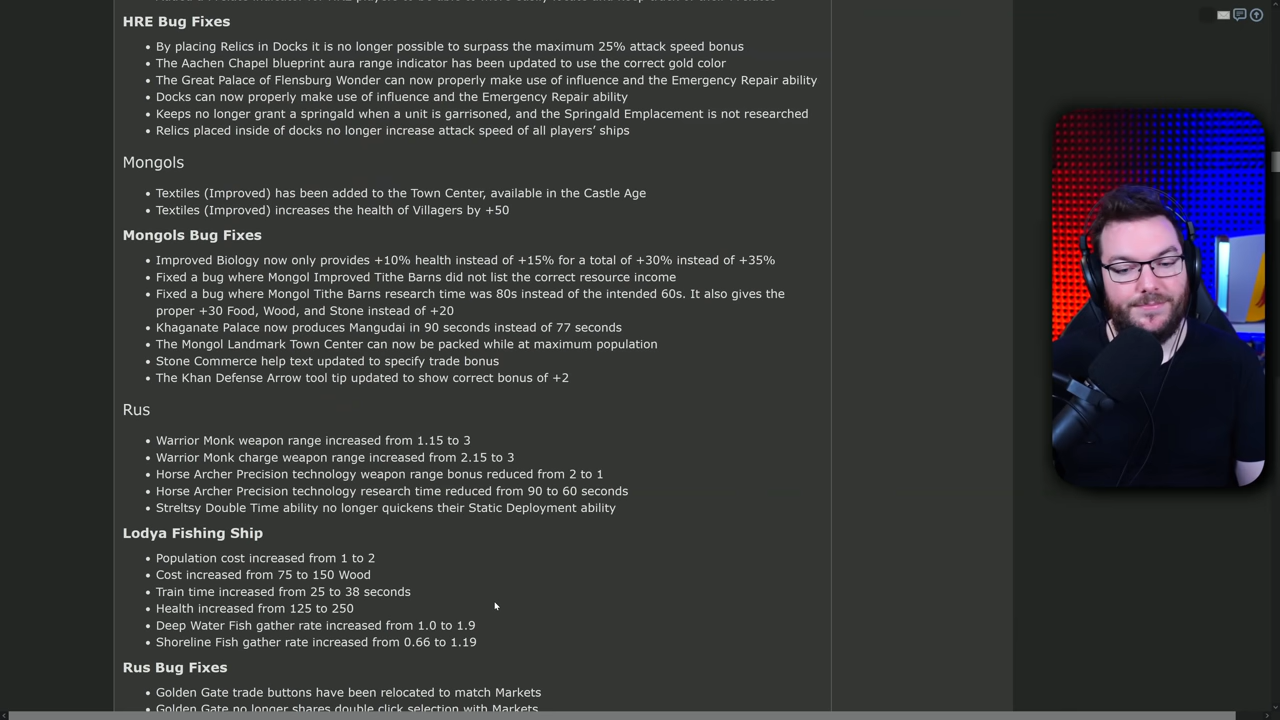 HRE Bug Fixes
• By placing Relics in Docks it is no longer possible to surpass the maximum 25% attack speed bonus
• The Aachen Chapel blueprint aura range indicator has been updated to use the correct gold color
• The Great Palace of Flensburg Wonder can now properly make use of influence and the Emergency Repair ability
• Docks can now properly make use of influence and the Emergency Repair ability
• Keeps no longer grant a springald when a unit is garrisoned, and the Springald Emplacement is not researched
• Relics placed inside of docks no longer increase attack speed of all players’ ships
Mongols
• Textiles (Improved) has been added to the Town Center, available in the Castle Age
• Textiles (Improved) increases the health of Villagers by +50
Mongols Bug Fixes
• Improved Biology now only provides +10% health instead of +15% for a total of +30% instead of +35%
• Fixed a bug where Mongol Improved Tithe Barns did not list the correct resource income
• Fixed a bug where Mongol Tithe Barns research time was 80s instead of the intended 60s. It also gives the
proper +30 Food, Wood, and Stone instead of +20
• Khaganate Palace now produces Mangudai in 90 seconds instead of 77 seconds
• The Mongol Landmark Town Center can now be packed while at maximum population
• Stone Commerce help text updated to specify trade bonus
• The Khan Defense Arrow tool tip updated to show correct bonus of +2
Rus
• Warrior Monk weapon range increased from 1.15 to 3
• Warrior Monk charge weapon range increased from 2.15 to 3
• Horse Archer Precision technology weapon range bonus reduced from 2 to 1
• Horse Archer Precision technology research time reduced from 90 to 60 seconds
• Streltsy Double Time ability no longer quickens their Static Deployment ability
Lodya Fishing Ship
• Population cost increased from 1 to 2
• Cost increased from 75 to 150 Wood
• Train time increased from 25 to 38 seconds
• Health increased from 125 to 250
• Deep Water Fish gather rate increased from 1.0 to 1.9
• Shoreline Fish gather rate increased from 0.66 to 1.19
Rus Bug Fixes
• Golden Gate trade buttons have been relocated to match Markets
• Golden Gate no longer shares double click selection with Markets